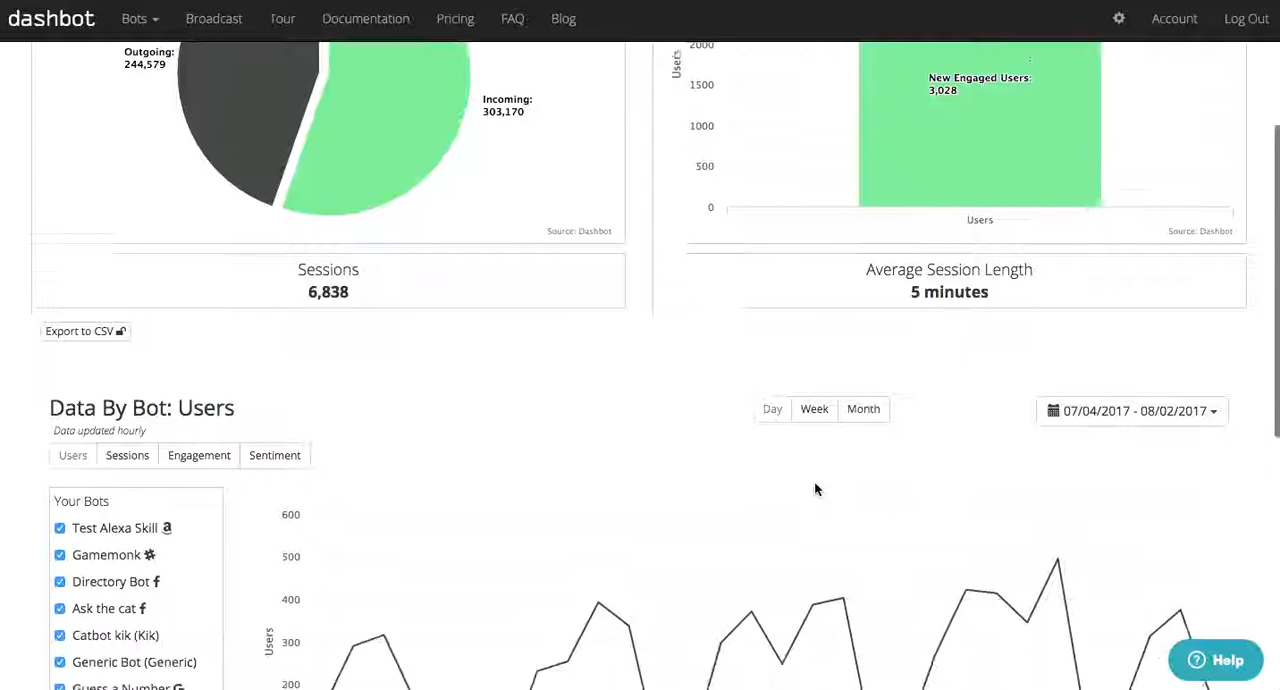 dashbot Bots Broadcast Tour Documentation Pricing FAQ Blog Account Log Out
Outgoing:
244,579
Incoming:
303,170
Source: Dashbot
Users
2000
1500
1000
500
0
New Engaged Users:
3,028
Users
Source: Dashbot
Sessions
6,838
Average Session Length
5 minutes
Export to CSV
Data By Bot: Users
Data updated hourly
Day Week Month
07/04/2017 - 08/02/2017
Users Sessions Engagement Sentiment
Your Bots
Test Alexa Skill
Gamemonk
Directory Bot
Ask the cat
Catbot kik (Kik)
Generic Bot (Generic)
Guess a Number
Users
600
500
400
300
200
Help